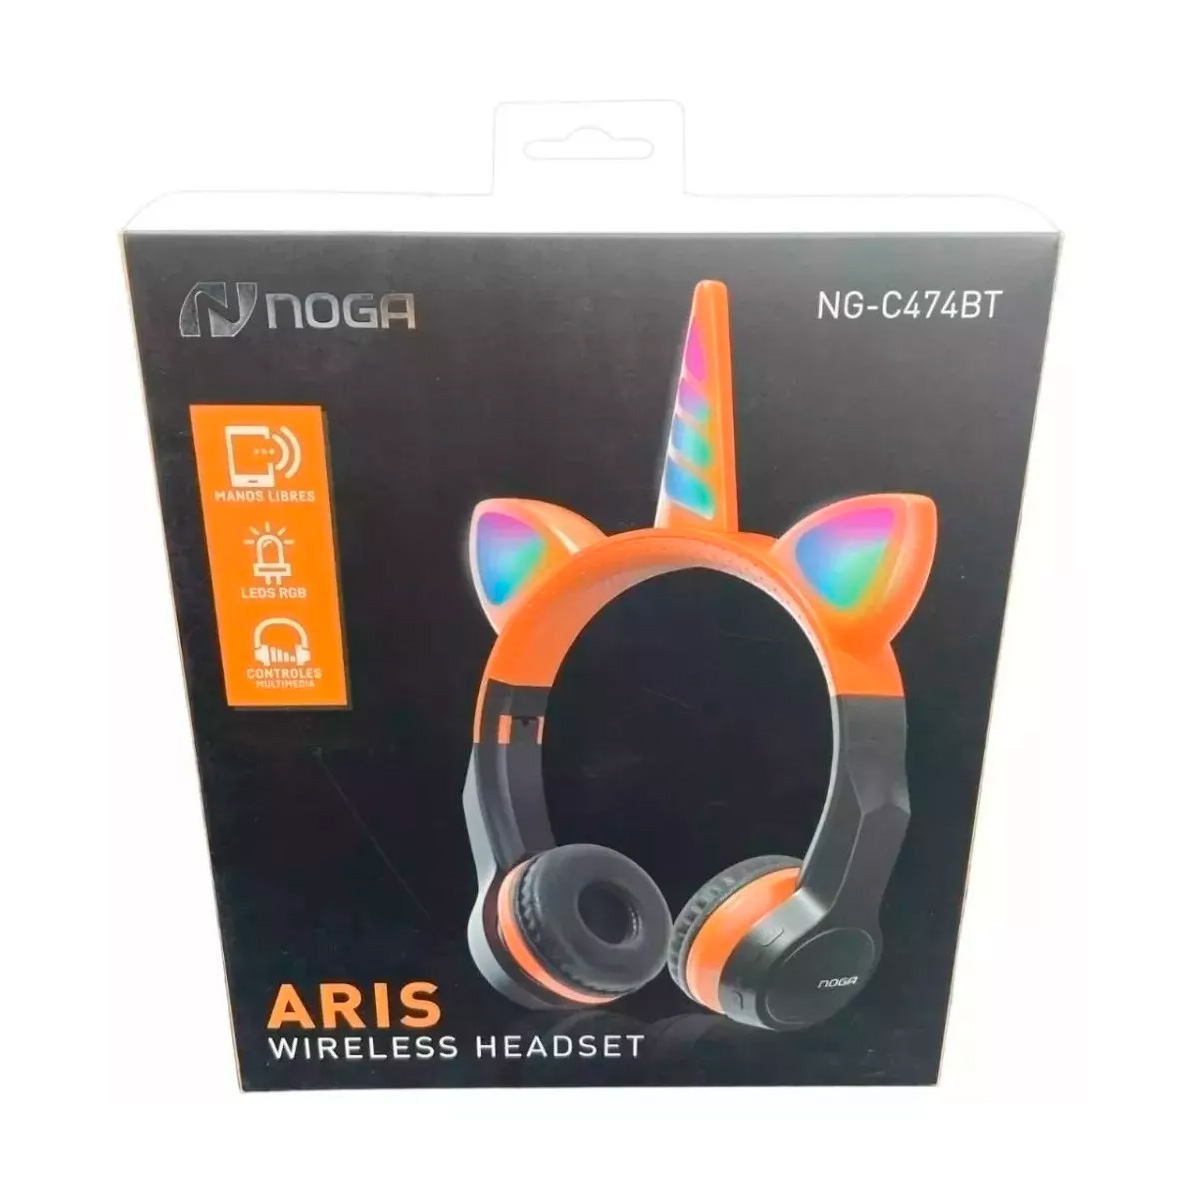 NOGA
NG-C474BT
MANOS LIBRES
LEDS RGB
CONTROLES
MULTIMEDIA
NOGA
ARIS
WIRELESS HEADSET